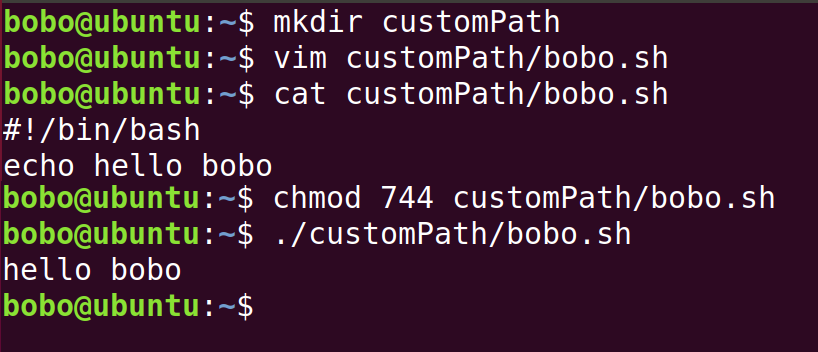 bobo@ubuntu:~$ mkdir customPath
bobo@ubuntu:~$ vim customPath/bobo.sh
bobo@ubuntu:~$ cat customPath/bobo.sh
#!/bin/bash
echo hello bobo
bobo@ubuntu:~$ chmod 744 customPath/bobo.sh
bobo@ubuntu:~$ ./customPath/bobo.sh
hello bobo
bobo@ubuntu:~$